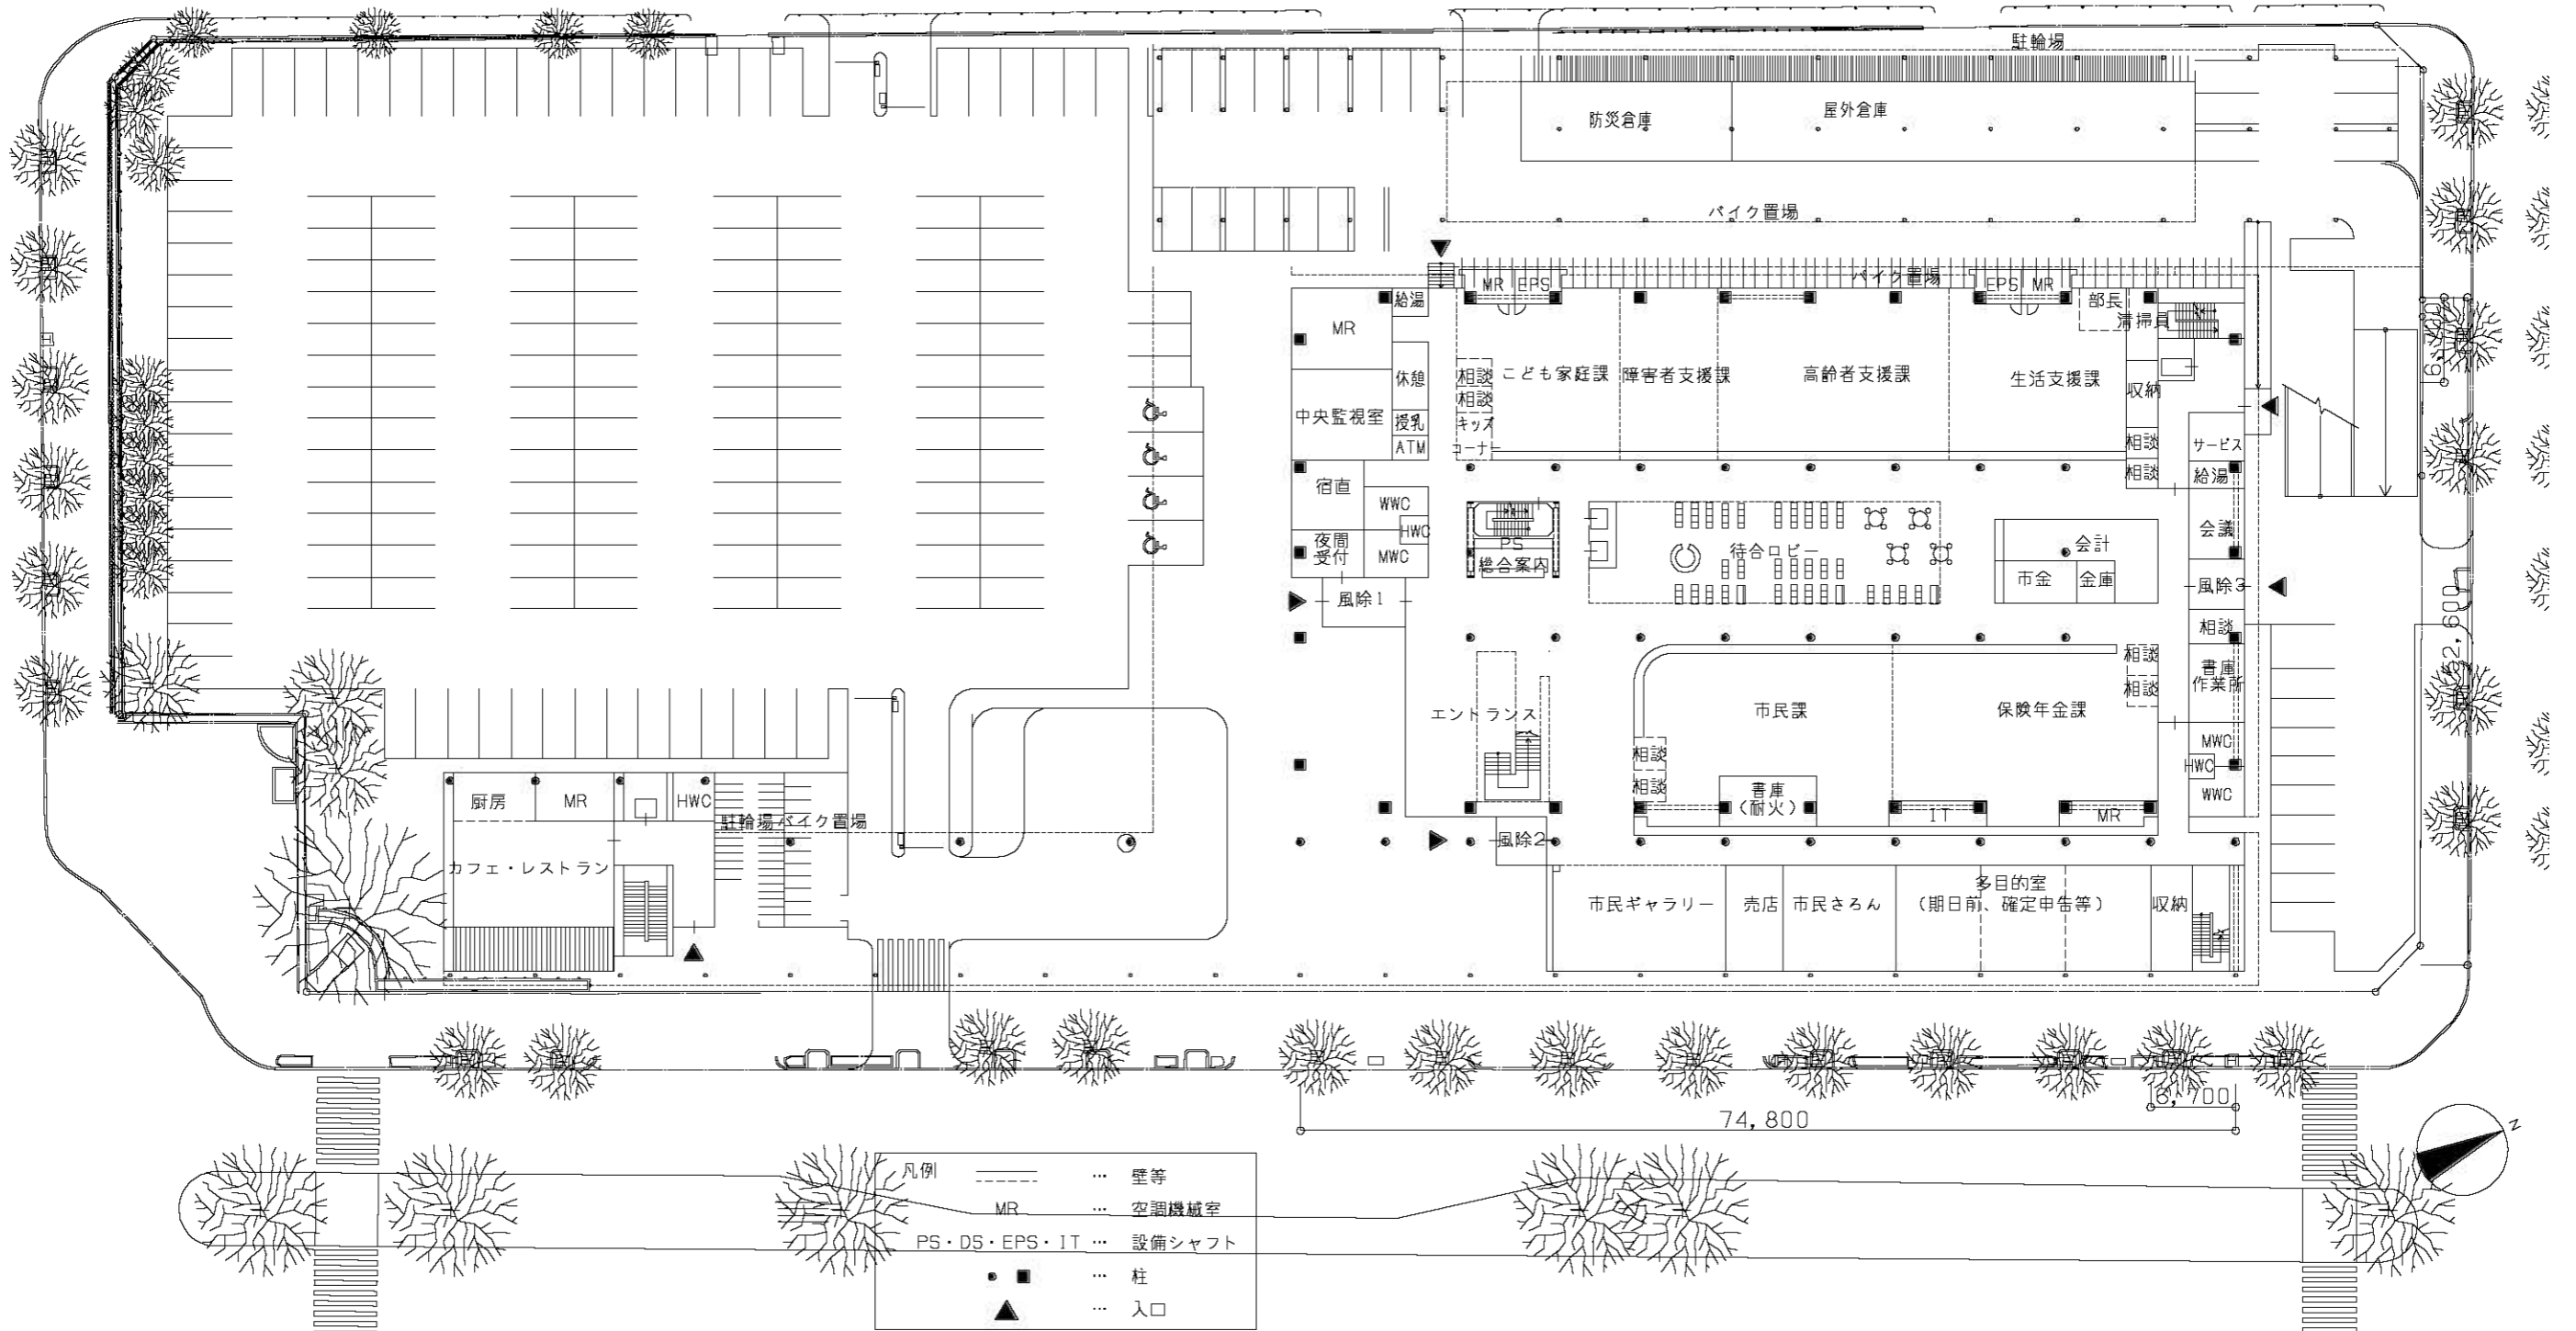 駐輪場
防災倉庫
屋外倉庫
バイク置場
バイク置場
MR
EPS
EPS
MR
部長
清掃員
給湯
MR
休憩
相談
相談
こども家庭課
障害者支援課
高齢者支援課
生活支援課
収納
中央監視室
授乳
キッズ
コーナー
ATM
相談
相談
サービス
給湯
宿直
WWC
HWC
MWC
夜間
受付
PS
総合案内
待合ロビー
会計
市金
金庫
会議
風除1
風除3
相談
書庫
作業所
相談
相談
エントランス
市民課
保険年金課
相談
相談
書庫
（耐火）
IT
MR
MWC
HWC
WWC
厨房
MR
HWC
駐輪場バイク置場
カフェ・レストラン
風除2
市民ギャラリー
売店
市民さろん
多目的室
（期日前、確定申告等）
収納
6,700
74,800
Z
凡例
… 壁等
MR … 空調機械室
PS・DS・EPS・IT … 設備シャフト
… 柱
… 入口